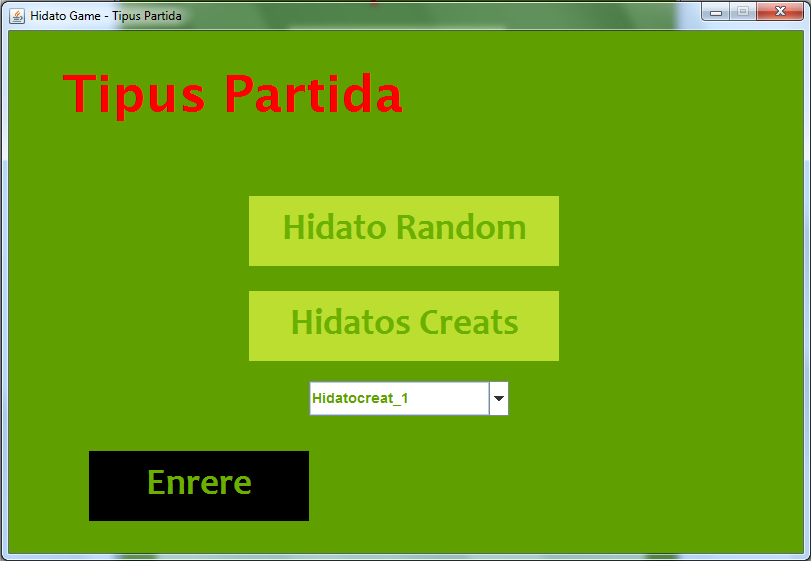 Hidato Game - Tipus Partida
Tipus Partida
Hidato Random
Hidatos Creats
Hidatocreat_1
Enrere